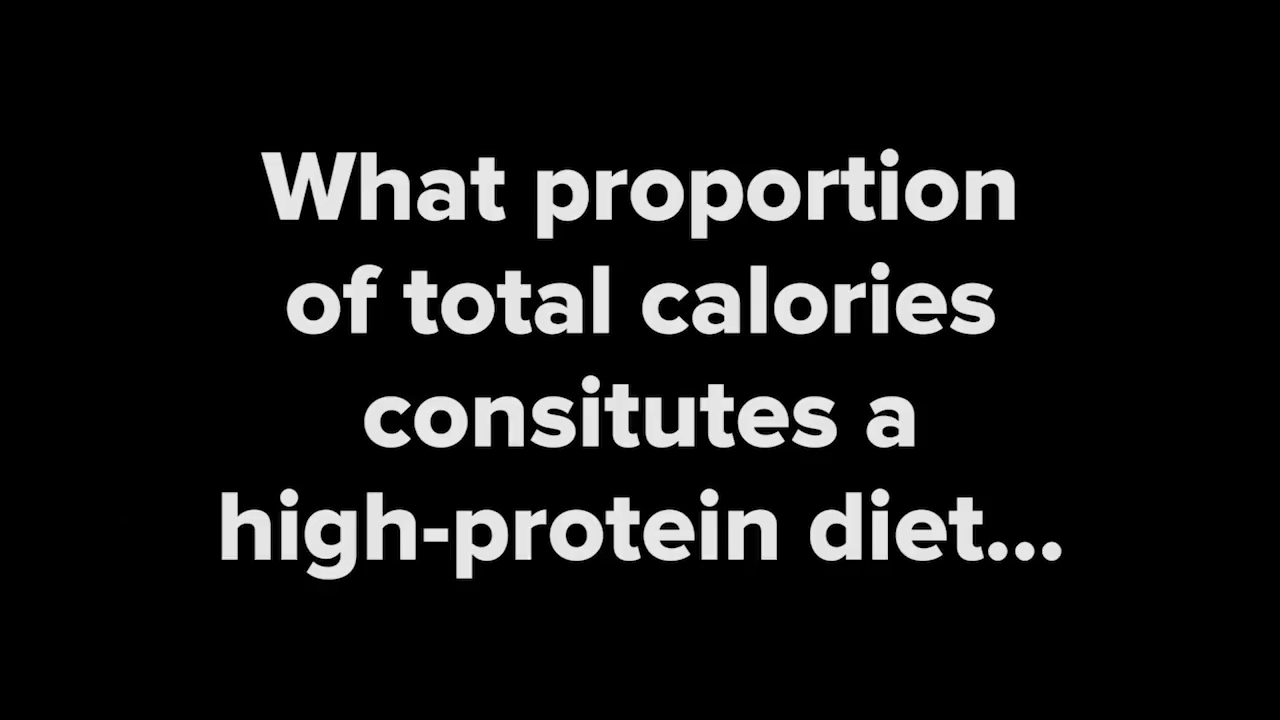 What proportion
of total calories
consitutes a
high-protein diet...